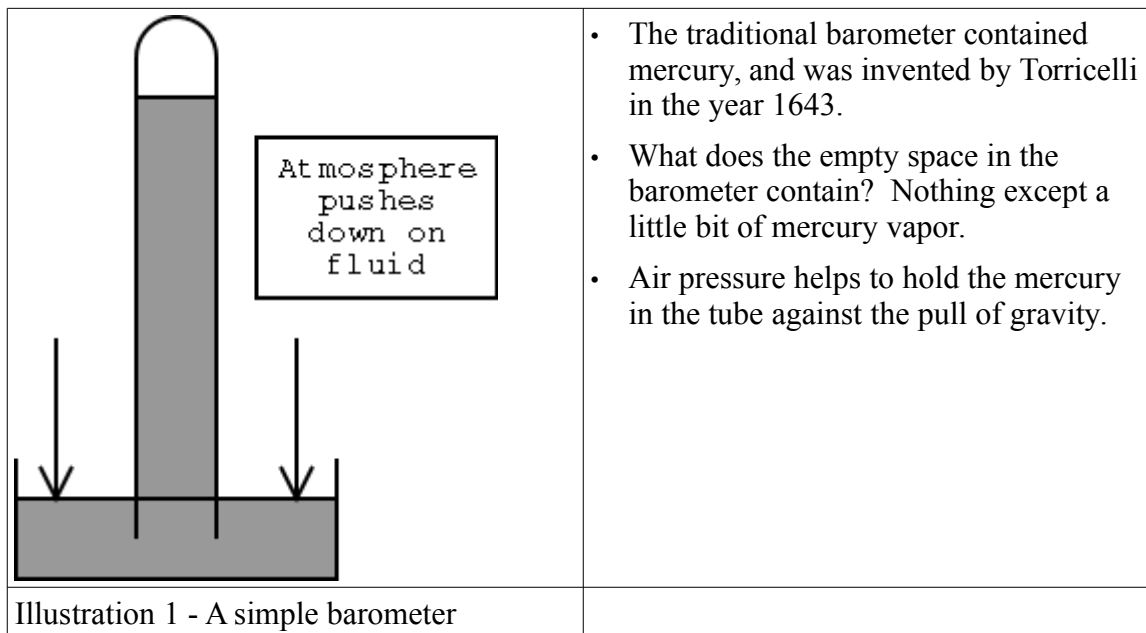 Atmosphere
pushes
down on
fluid
Illustration 1 - A simple barometer
• The traditional barometer contained
mercury, and was invented by Torricelli
in the year 1643.
• What does the empty space in the
barometer contain? Nothing except a
little bit of mercury vapor.
• Air pressure helps to hold the mercury
in the tube against the pull of gravity.